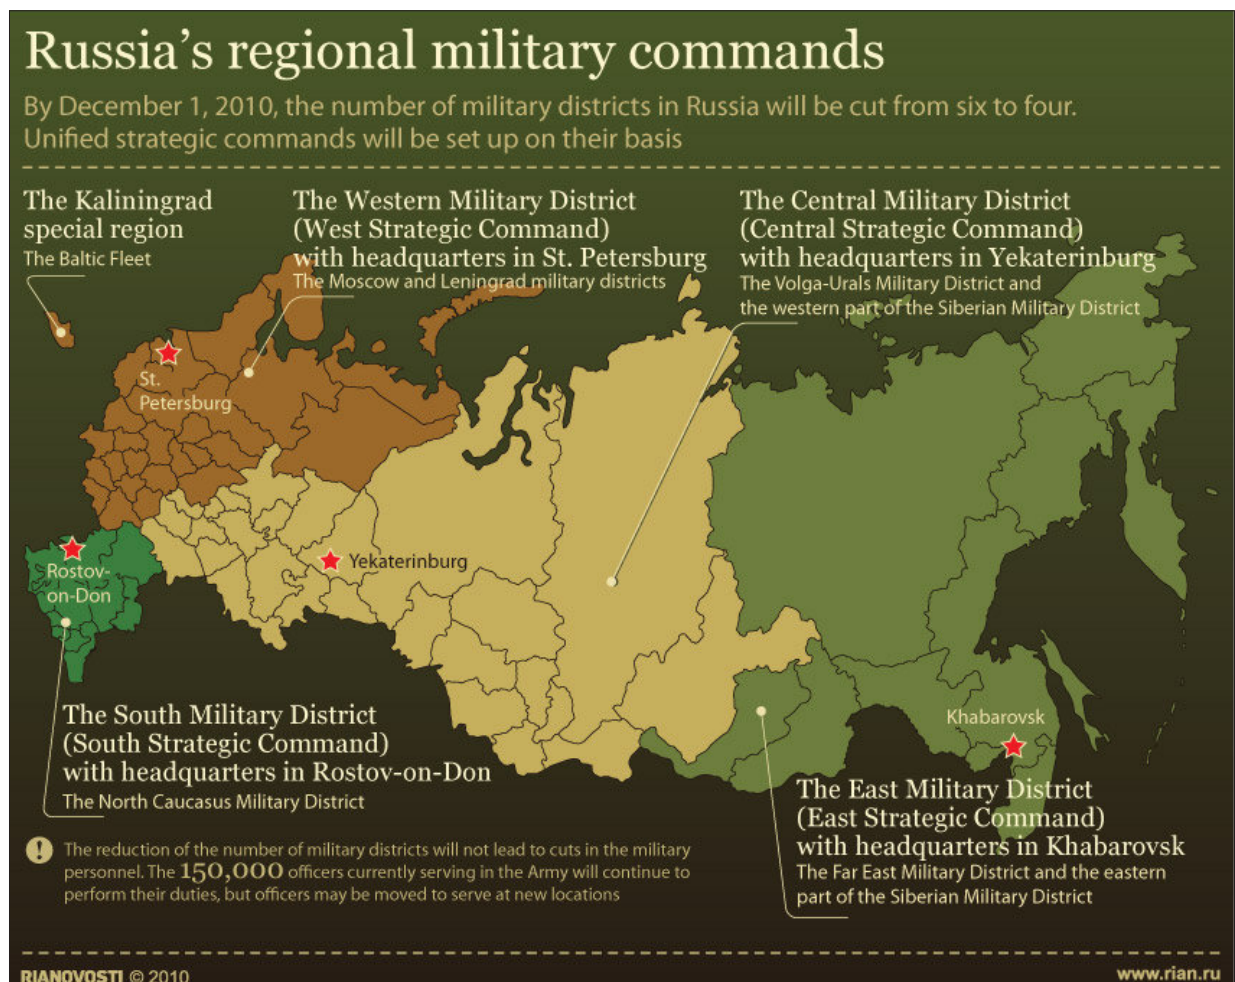 Russia's regional military commands
By December 1, 2010, the number of military districts in Russia will be cut from six to four.
Unified strategic commands will be set up on their basis
The Kaliningrad
special region
The Baltic Fleet
The Western Military District
(West Strategic Command)
with headquarters in St. Petersburg
The Moscow and Leningrad military districts
The Central Military District
(Central Strategic Command)
with headquarters in Yekaterinburg
The Volga-Urals Military District and
the western part of the Siberian Military District
St.
Petersburg
Rostov-
on-Don
Yekaterinburg
Khabarovsk
The South Military District
(South Strategic Command)
with headquarters in Rostov-on-Don
The North Caucasus Military District
The East Military District
(East Strategic Command)
with headquarters in Khabarovsk
The Far East Military District and the eastern
part of the Siberian Military District
! The reduction of the number of military districts will not lead to cuts in the military
personnel. The 150,000 officers currently serving in the Army will continue to
perform their duties, but officers may be moved to serve at new locations
RIANOVOSTI © 2010
www.rian.ru